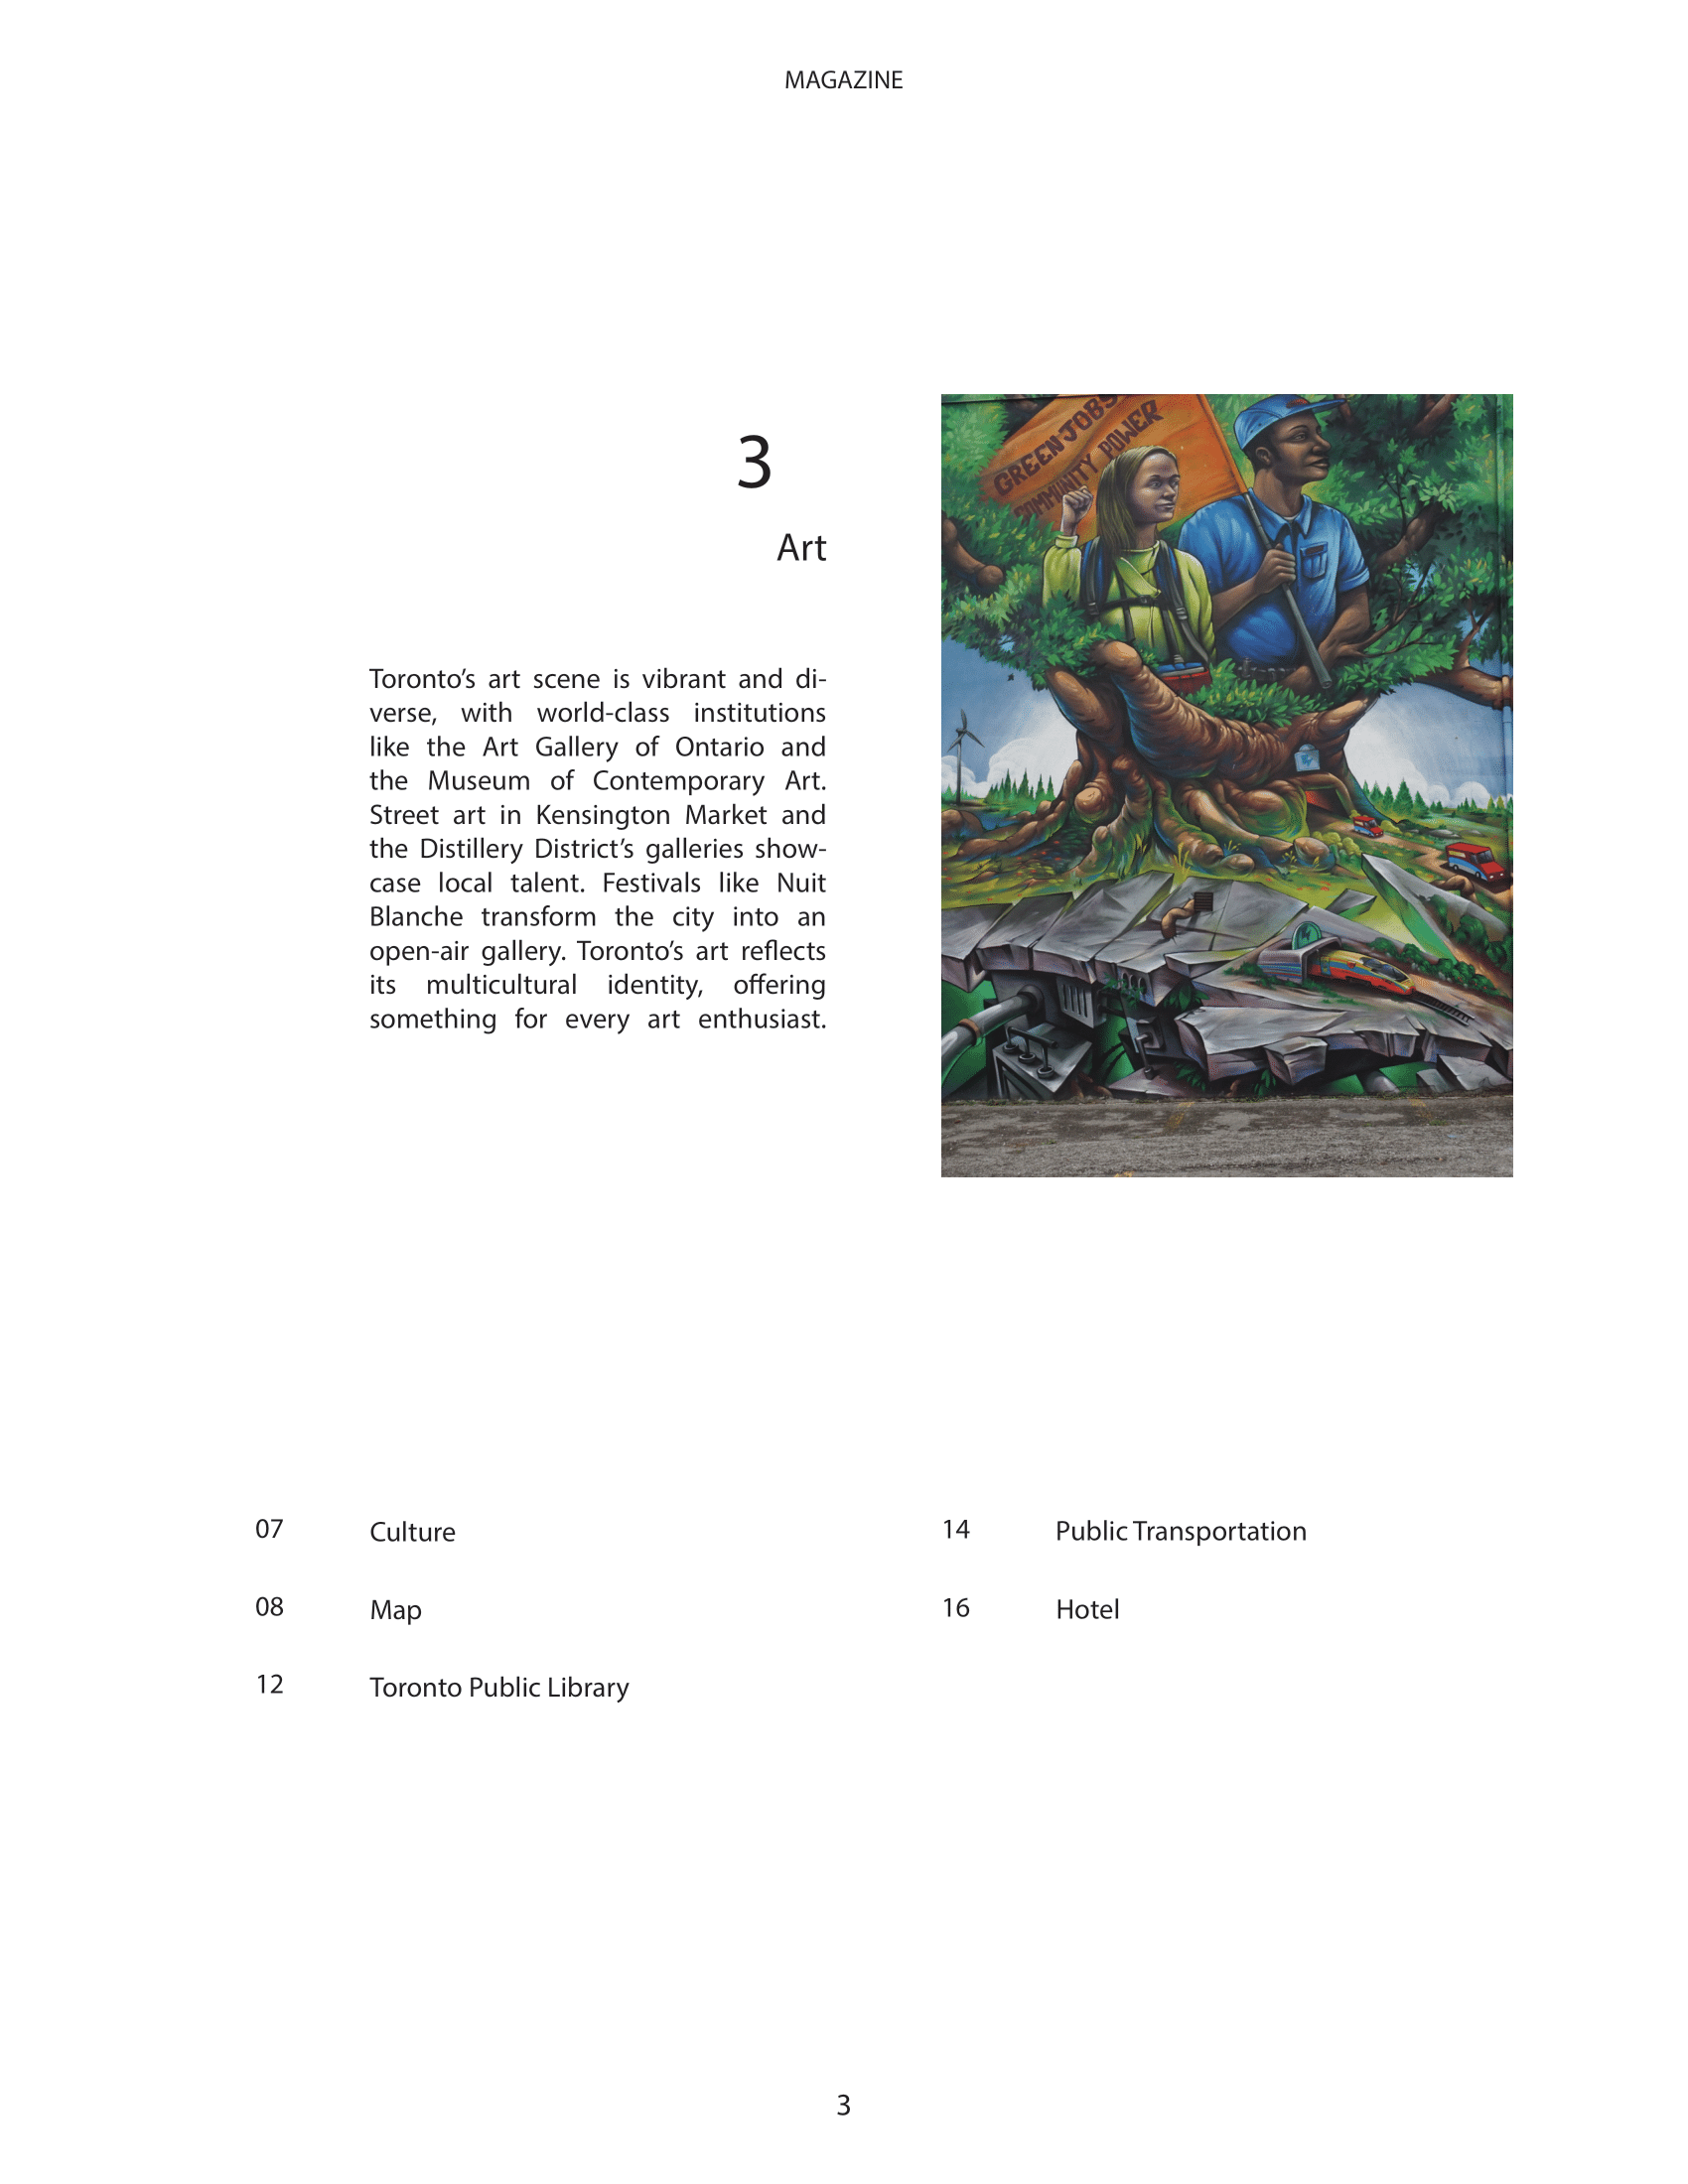 MAGAZINE
3
Art
Toronto’s art scene is vibrant and di-
verse, with world-class institutions
like the Art Gallery of Ontario and
the Museum of Contemporary Art.
Street art in Kensington Market and
the Distillery District’s galleries show-
case local talent. Festivals like Nuit
Blanche transform the city into an
open-air gallery. Toronto’s art reflects
its multicultural identity, offering
something for every art enthusiast.
GREEN JOBS
COMMUNITY POWER
07 Culture
08 Map
12 Toronto Public Library
14 Public Transportation
16 Hotel
3